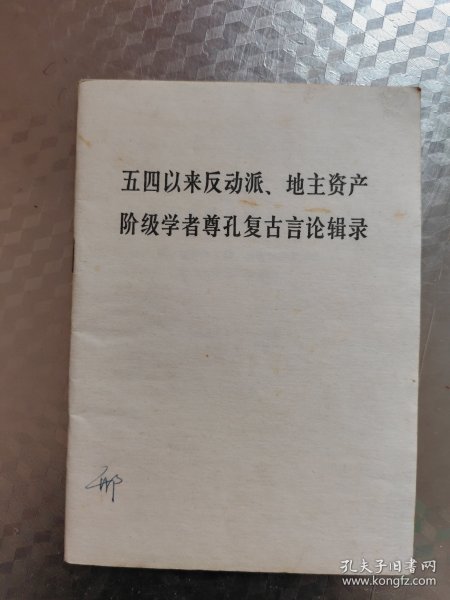 五四以来反动派、地主资产
阶级学者尊孔复古言论辑录
邢
孔夫子旧书网
www.kongfz.com